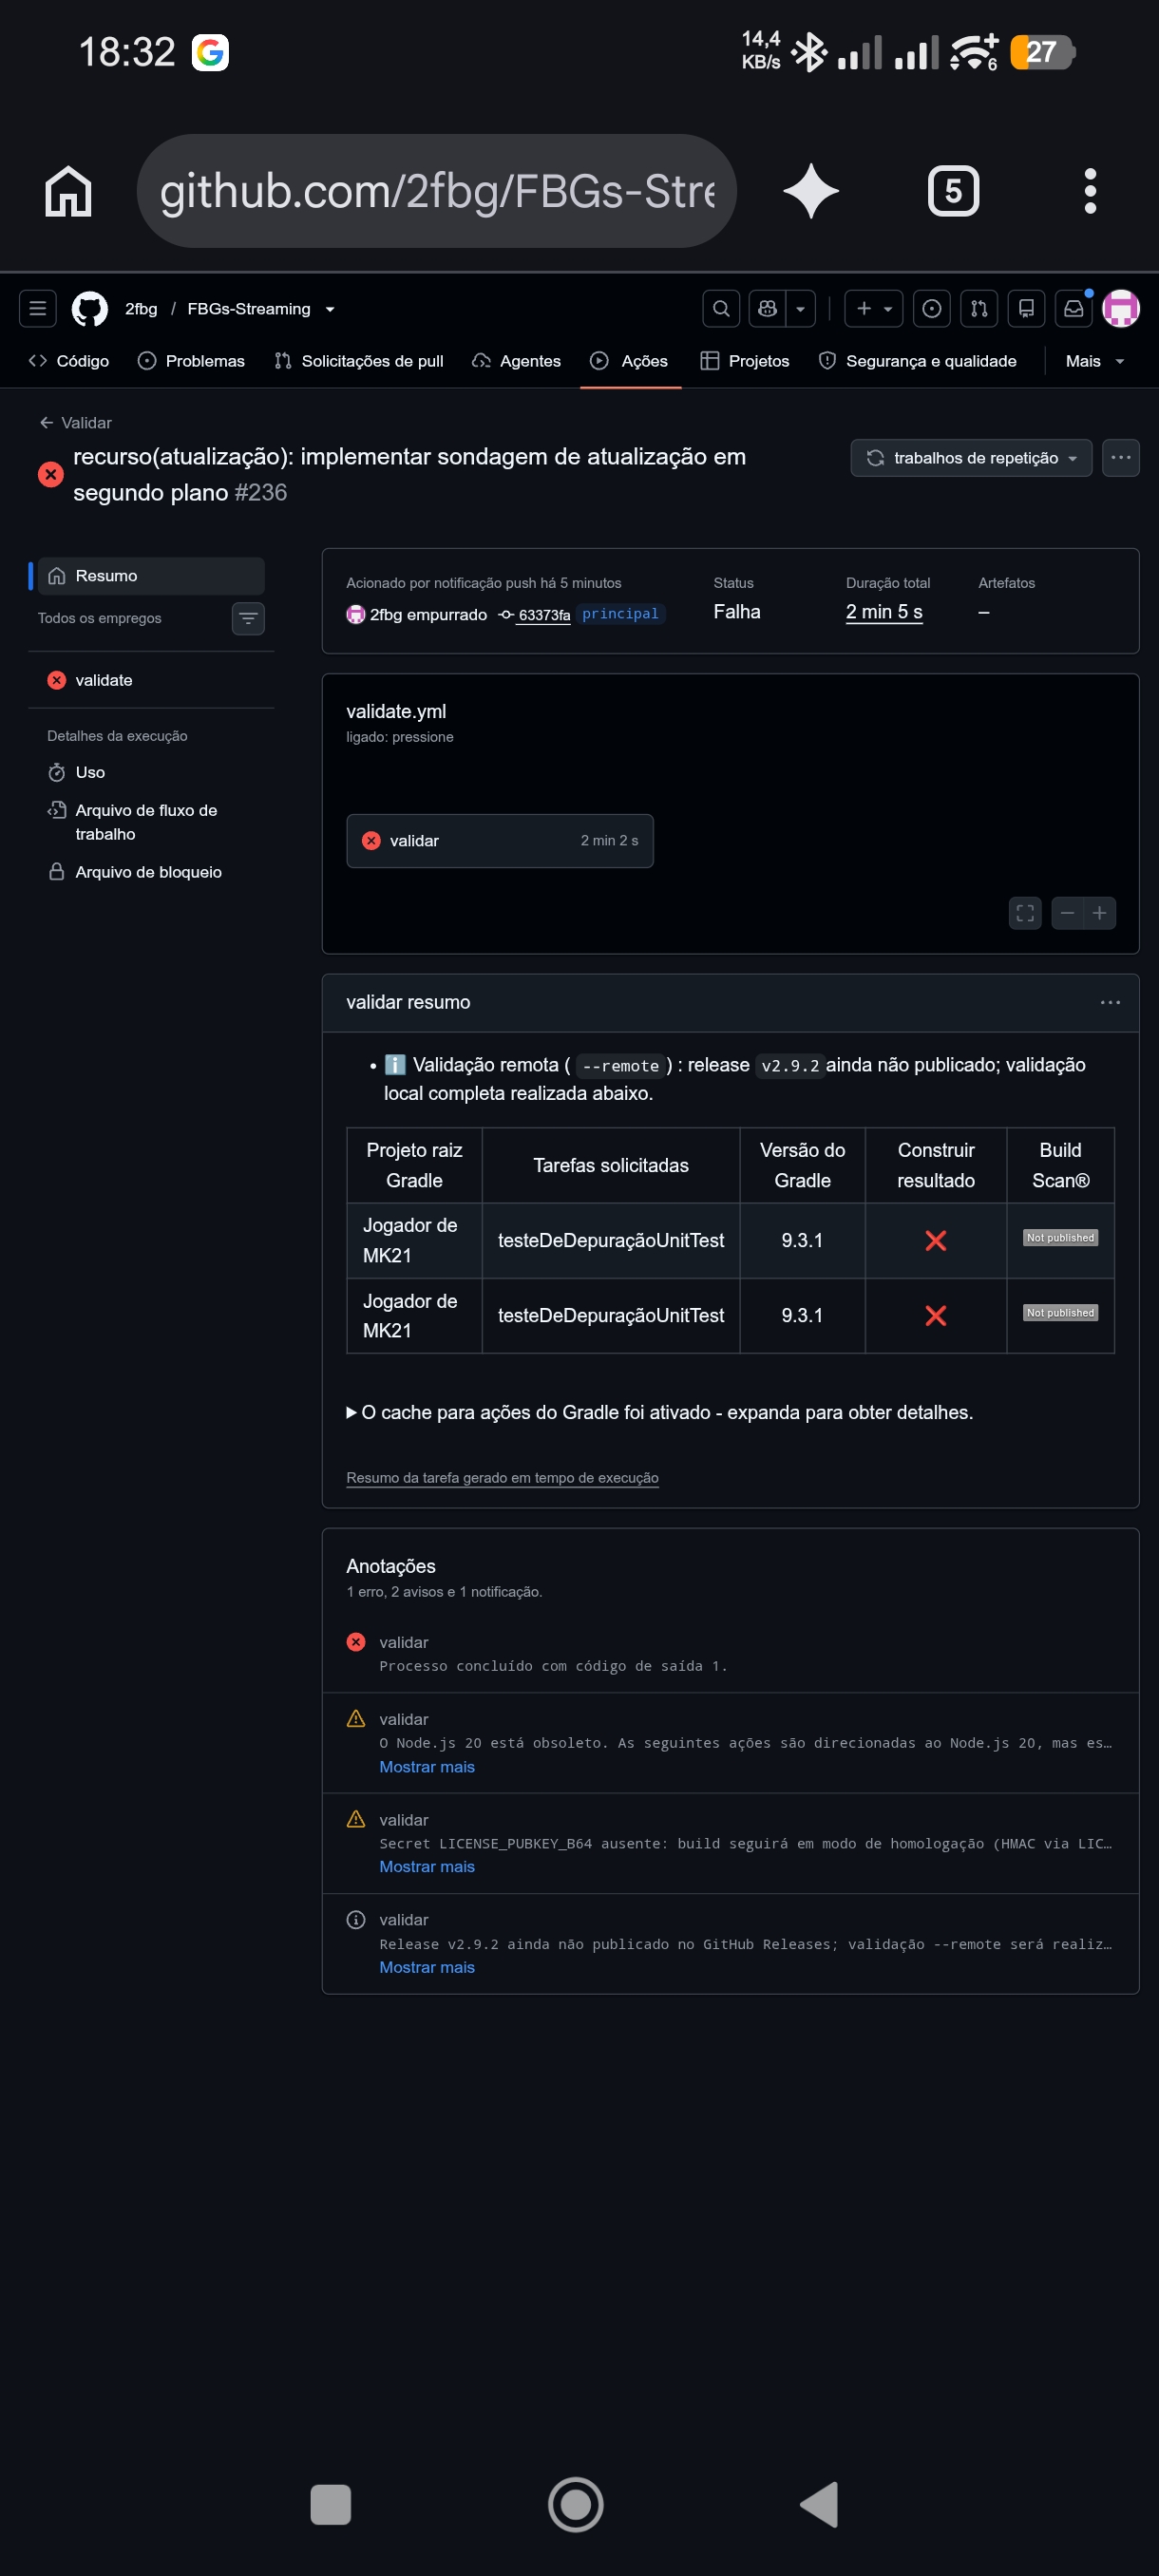 18:32
14,4
KB/s
6
27
github.com/2fbg/FBGs-Stre
5
2fbg / FBGs-Streaming
Código
Problemas
Solicitações de pull
Agentes
Ações
Projetos
Segurança e qualidade
Mais
Validar
recurso(atualização): implementar sondagem de atualização em
segundo plano #236
trabalhos de repetição
Resumo
Todos os empregos
validate
Detalhes da execução
Uso
Arquivo de fluxo de
trabalho
Arquivo de bloqueio
Acionado por notificação push há 5 minutos
2fbg empurrado 63373fa principal
Status
Falha
Duração total
2 min 5 s
Artefatos
–
validate.yml
ligado: pressione
validar 2 min 2 s
validar resumo
• ℹ️ Validação remota ( --remote ) : release v2.9.2 ainda não publicado; validação
local completa realizada abaixo.
Projeto raiz
Gradle
Tarefas solicitadas
Versão do
Gradle
Construir
resultado
Build
Scan®
Jogador de
MK21
testeDeDepuraçãoUnitTest
9.3.1
❌
Not published
Jogador de
MK21
testeDeDepuraçãoUnitTest
9.3.1
❌
Not published
O cache para ações do Gradle foi ativado - expanda para obter detalhes.
Resumo da tarefa gerado em tempo de execução
Anotações
1 erro, 2 avisos e 1 notificação.
validar
Processo concluído com código de saída 1.
validar
O Node.js 20 está obsoleto. As seguintes ações são direcionadas ao Node.js 20, mas es…
Mostrar mais
validar
Secret LICENSE_PUBKEY_B64 ausente: build seguirá em modo de homologação (HMAC via LIC…
Mostrar mais
validar
Release v2.9.2 ainda não publicado no GitHub Releases; validação --remote será realiz…
Mostrar mais